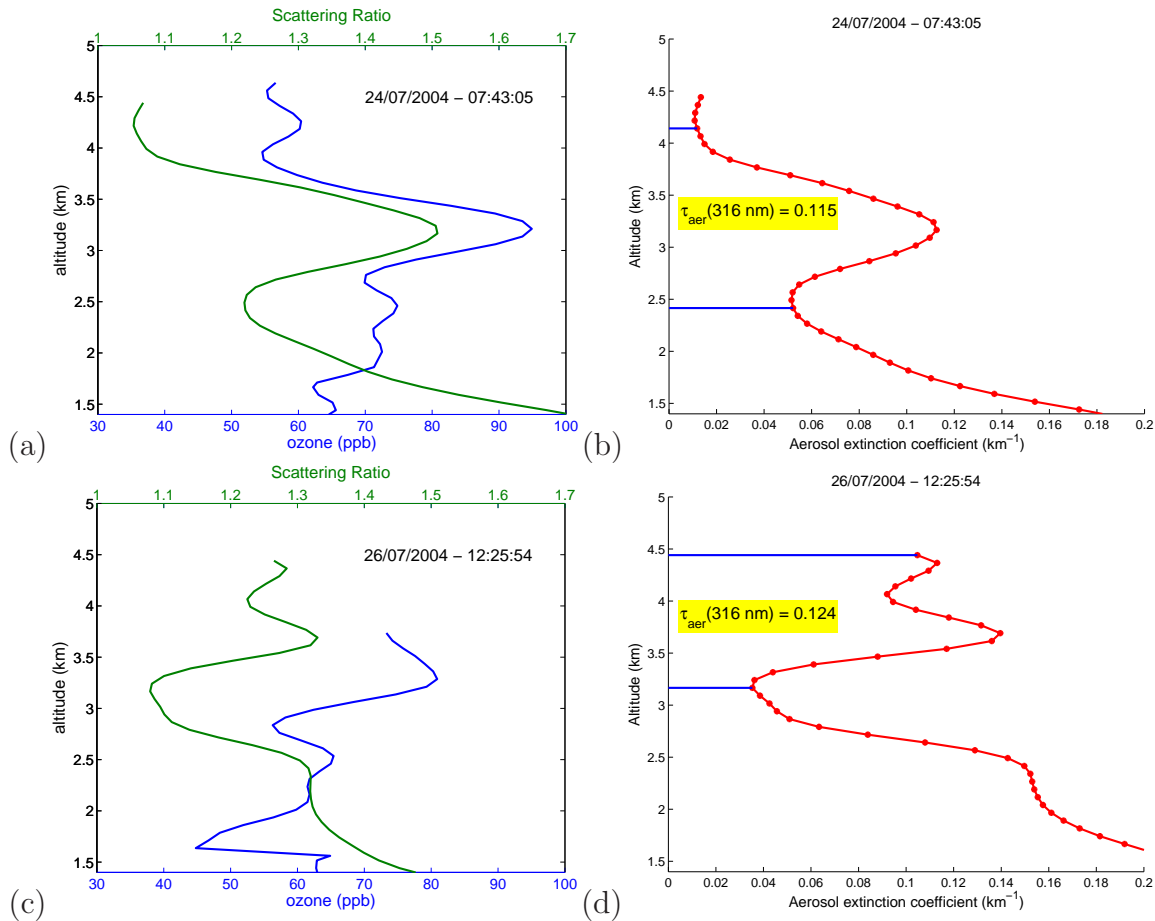 Scattering Ratio
1 1.1 1.2 1.3 1.4 1.5 1.6 1.7
5
4.5
4
3.5
3
2.5
2
1.5
altitude (km)
24/07/2004 − 07:43:05
30 40 50 60 70 80 90 100
ozone (ppb)
(a)
24/07/2004 − 07:43:05
5
4.5
4
3.5
3
2.5
2
1.5
Altitude (km)
τaer(316 nm) = 0.115
0 0.02 0.04 0.06 0.08 0.1 0.12 0.14 0.16 0.18 0.2
Aerosol extinction coefficient (km⁻¹)
(b)
Scattering Ratio
1 1.1 1.2 1.3 1.4 1.5 1.6 1.7
5
4.5
4
3.5
3
2.5
2
1.5
altitude (km)
26/07/2004 − 12:25:54
30 40 50 60 70 80 90 100
ozone (ppb)
(c)
26/07/2004 − 12:25:54
5
4.5
4
3.5
3
2.5
2
1.5
Altitude (km)
τaer(316 nm) = 0.124
0 0.02 0.04 0.06 0.08 0.1 0.12 0.14 0.16 0.18 0.2
Aerosol extinction coefficient (km⁻¹)
(d)